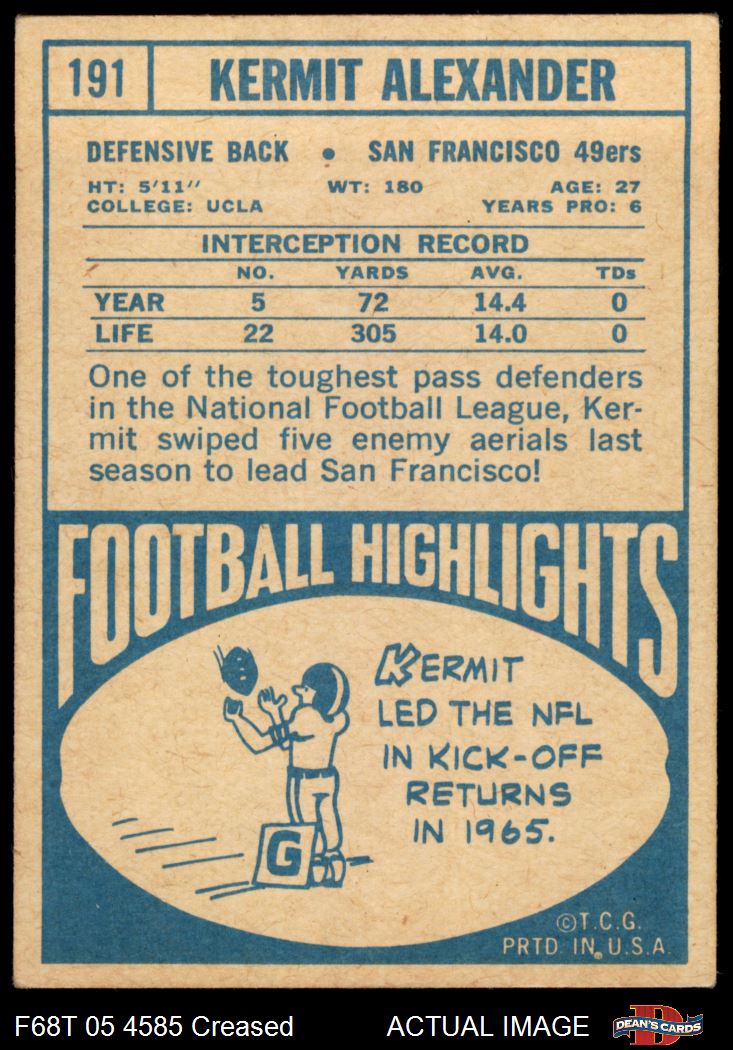 191 KERMIT ALEXANDER
DEFENSIVE BACK • SAN FRANCISCO 49ers
HT: 5'11" WT: 180 AGE: 27
COLLEGE: UCLA YEARS PRO: 6
INTERCEPTION RECORD
NO. YARDS AVG. TDs
YEAR 5 72 14.4 0
LIFE 22 305 14.0 0
One of the toughest pass defenders
in the National Football League, Ker-
mit swiped five enemy aerials last
season to lead San Francisco!
FOOTBALL HIGHLIGHTS
KERMIT
LED THE NFL
IN KICK-OFF
RETURNS
IN 1965.
G
©T.C.G.
PRTD. IN U.S.A.
F68T 05 4585 Creased ACTUAL IMAGE D DEAN'S CARDS